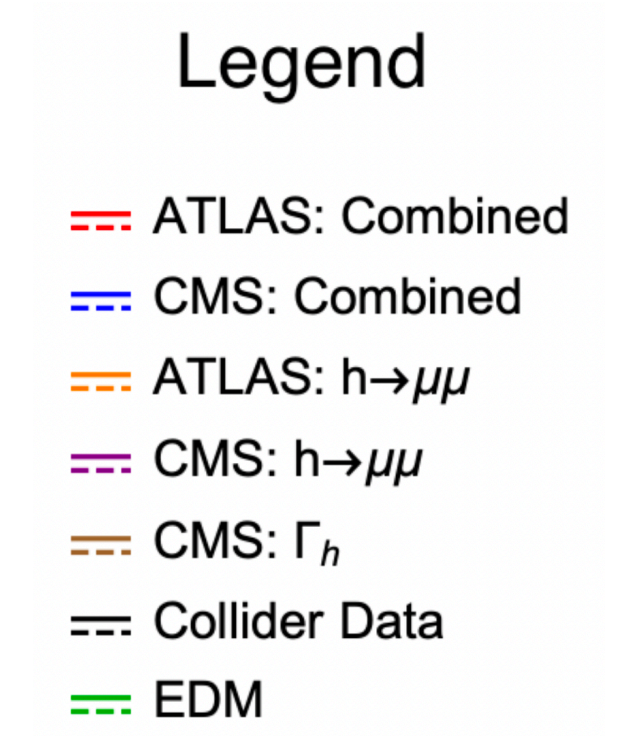 Legend
ATLAS: Combined
CMS: Combined
ATLAS: h→μμ
CMS: h→μμ
CMS: Γh
Collider Data
EDM